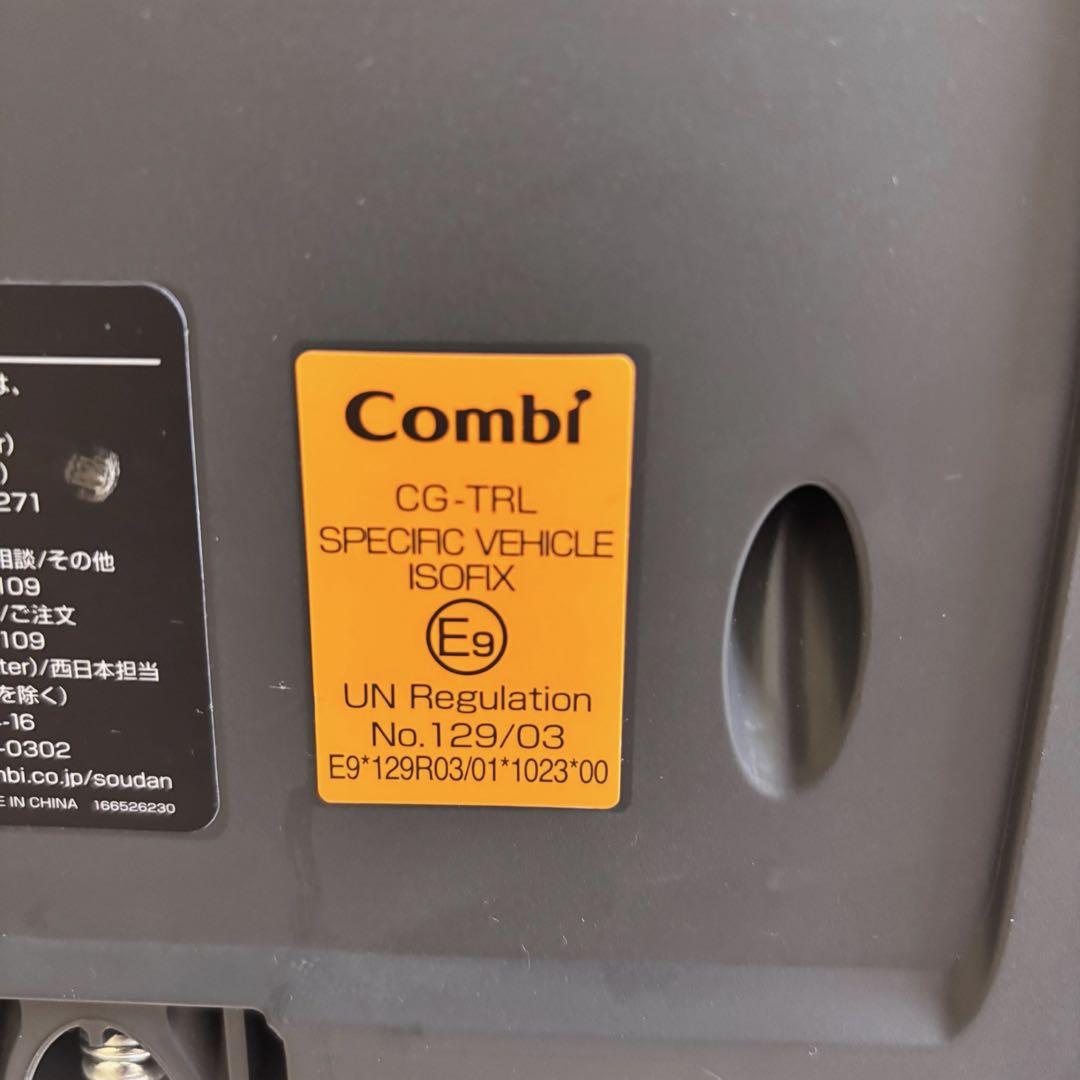 は、
r)
)
271
相談/その他
109
/ご注文
109
ter)/西日本担当
を除く)
-16
-0302
mbi.co.jp/soudan
E IN CHINA 166526230
Combi
CG-TRL
SPECIFIC VEHICLE
ISOFIX
E9
UN Regulation
No.129/03
E9*129R03/01*1023*00